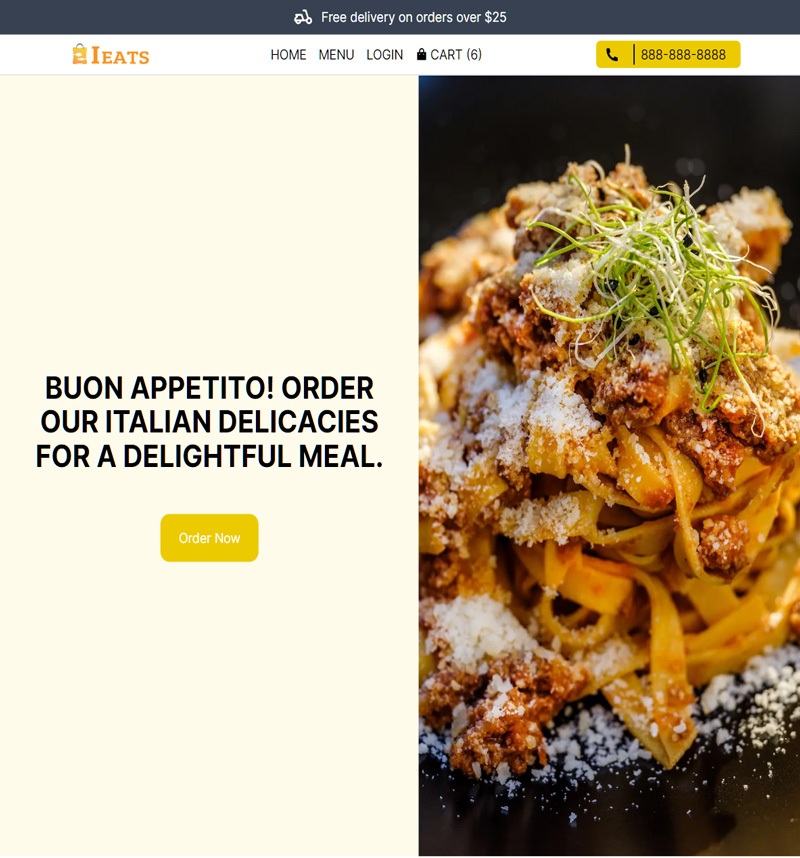 Free delivery on orders over $25
IEATS
HOME MENU LOGIN CART (6)
888-888-8888
BUON APPETITO! ORDER
OUR ITALIAN DELICACIES
FOR A DELIGHTFUL MEAL.
Order Now